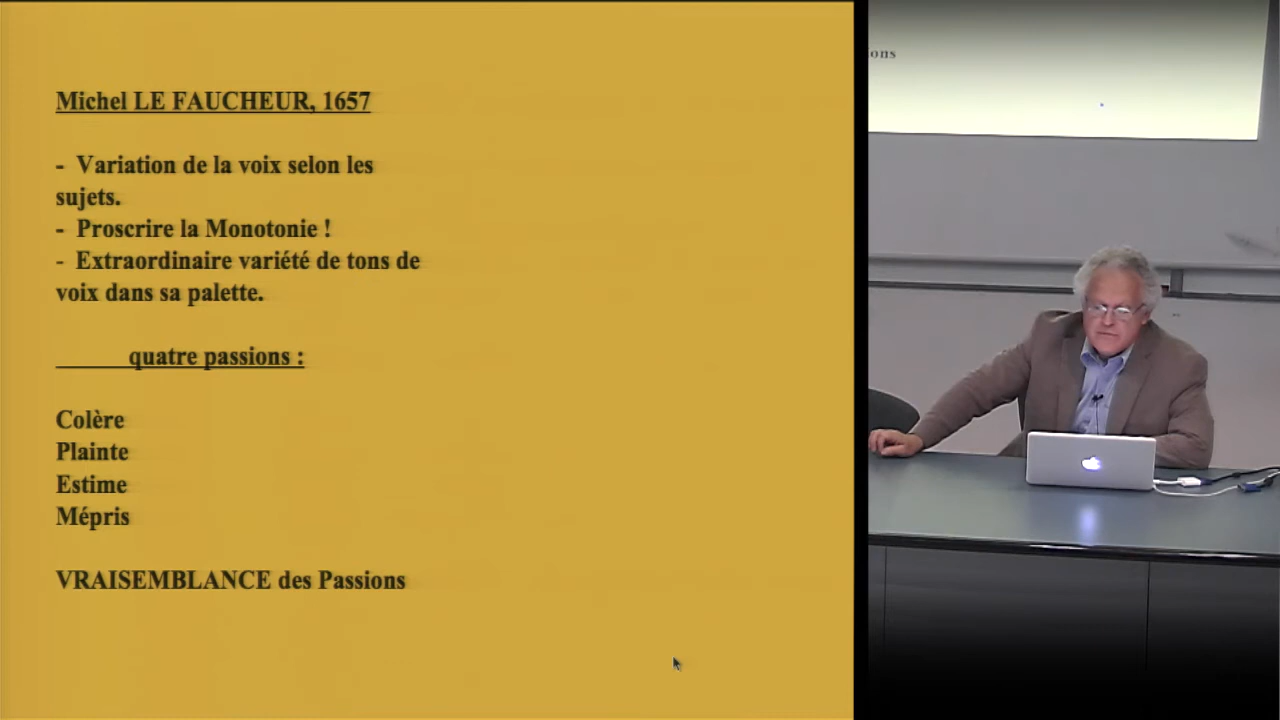 Michel LE FAUCHEUR, 1657
- Variation de la voix selon les
sujets.
- Proscrire la Monotonie !
- Extraordinaire variété de tons de
voix dans sa palette.
quatre passions :
Colère
Plainte
Estime
Mépris
VRAISEMBLANCE des Passions
ons